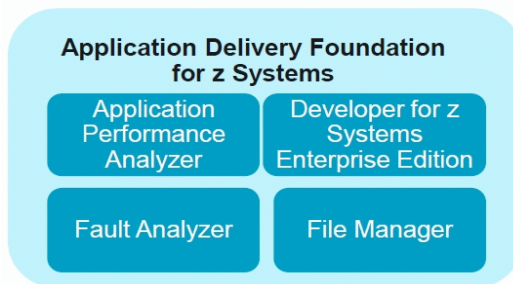 Application Delivery Foundation
for z Systems
Application
Performance
Analyzer
Developer for z
Systems
Enterprise Edition
Fault Analyzer
File Manager